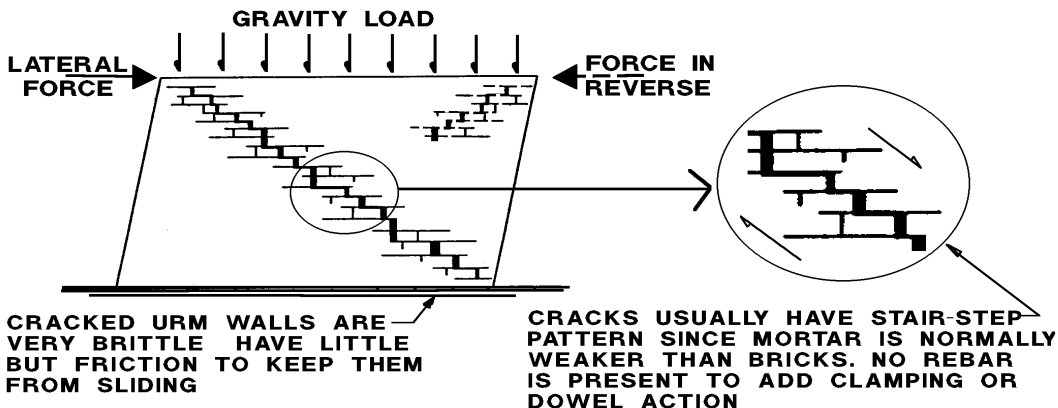 GRAVITY LOAD
LATERAL
FORCE
FORCE IN
REVERSE
CRACKED URM WALLS ARE
VERY BRITTLE HAVE LITTLE
BUT FRICTION TO KEEP THEM
FROM SLIDING
CRACKS USUALLY HAVE STAIR-STEP
PATTERN SINCE MORTAR IS NORMALLY
WEAKER THAN BRICKS. NO REBAR
IS PRESENT TO ADD CLAMPING OR
DOWEL ACTION